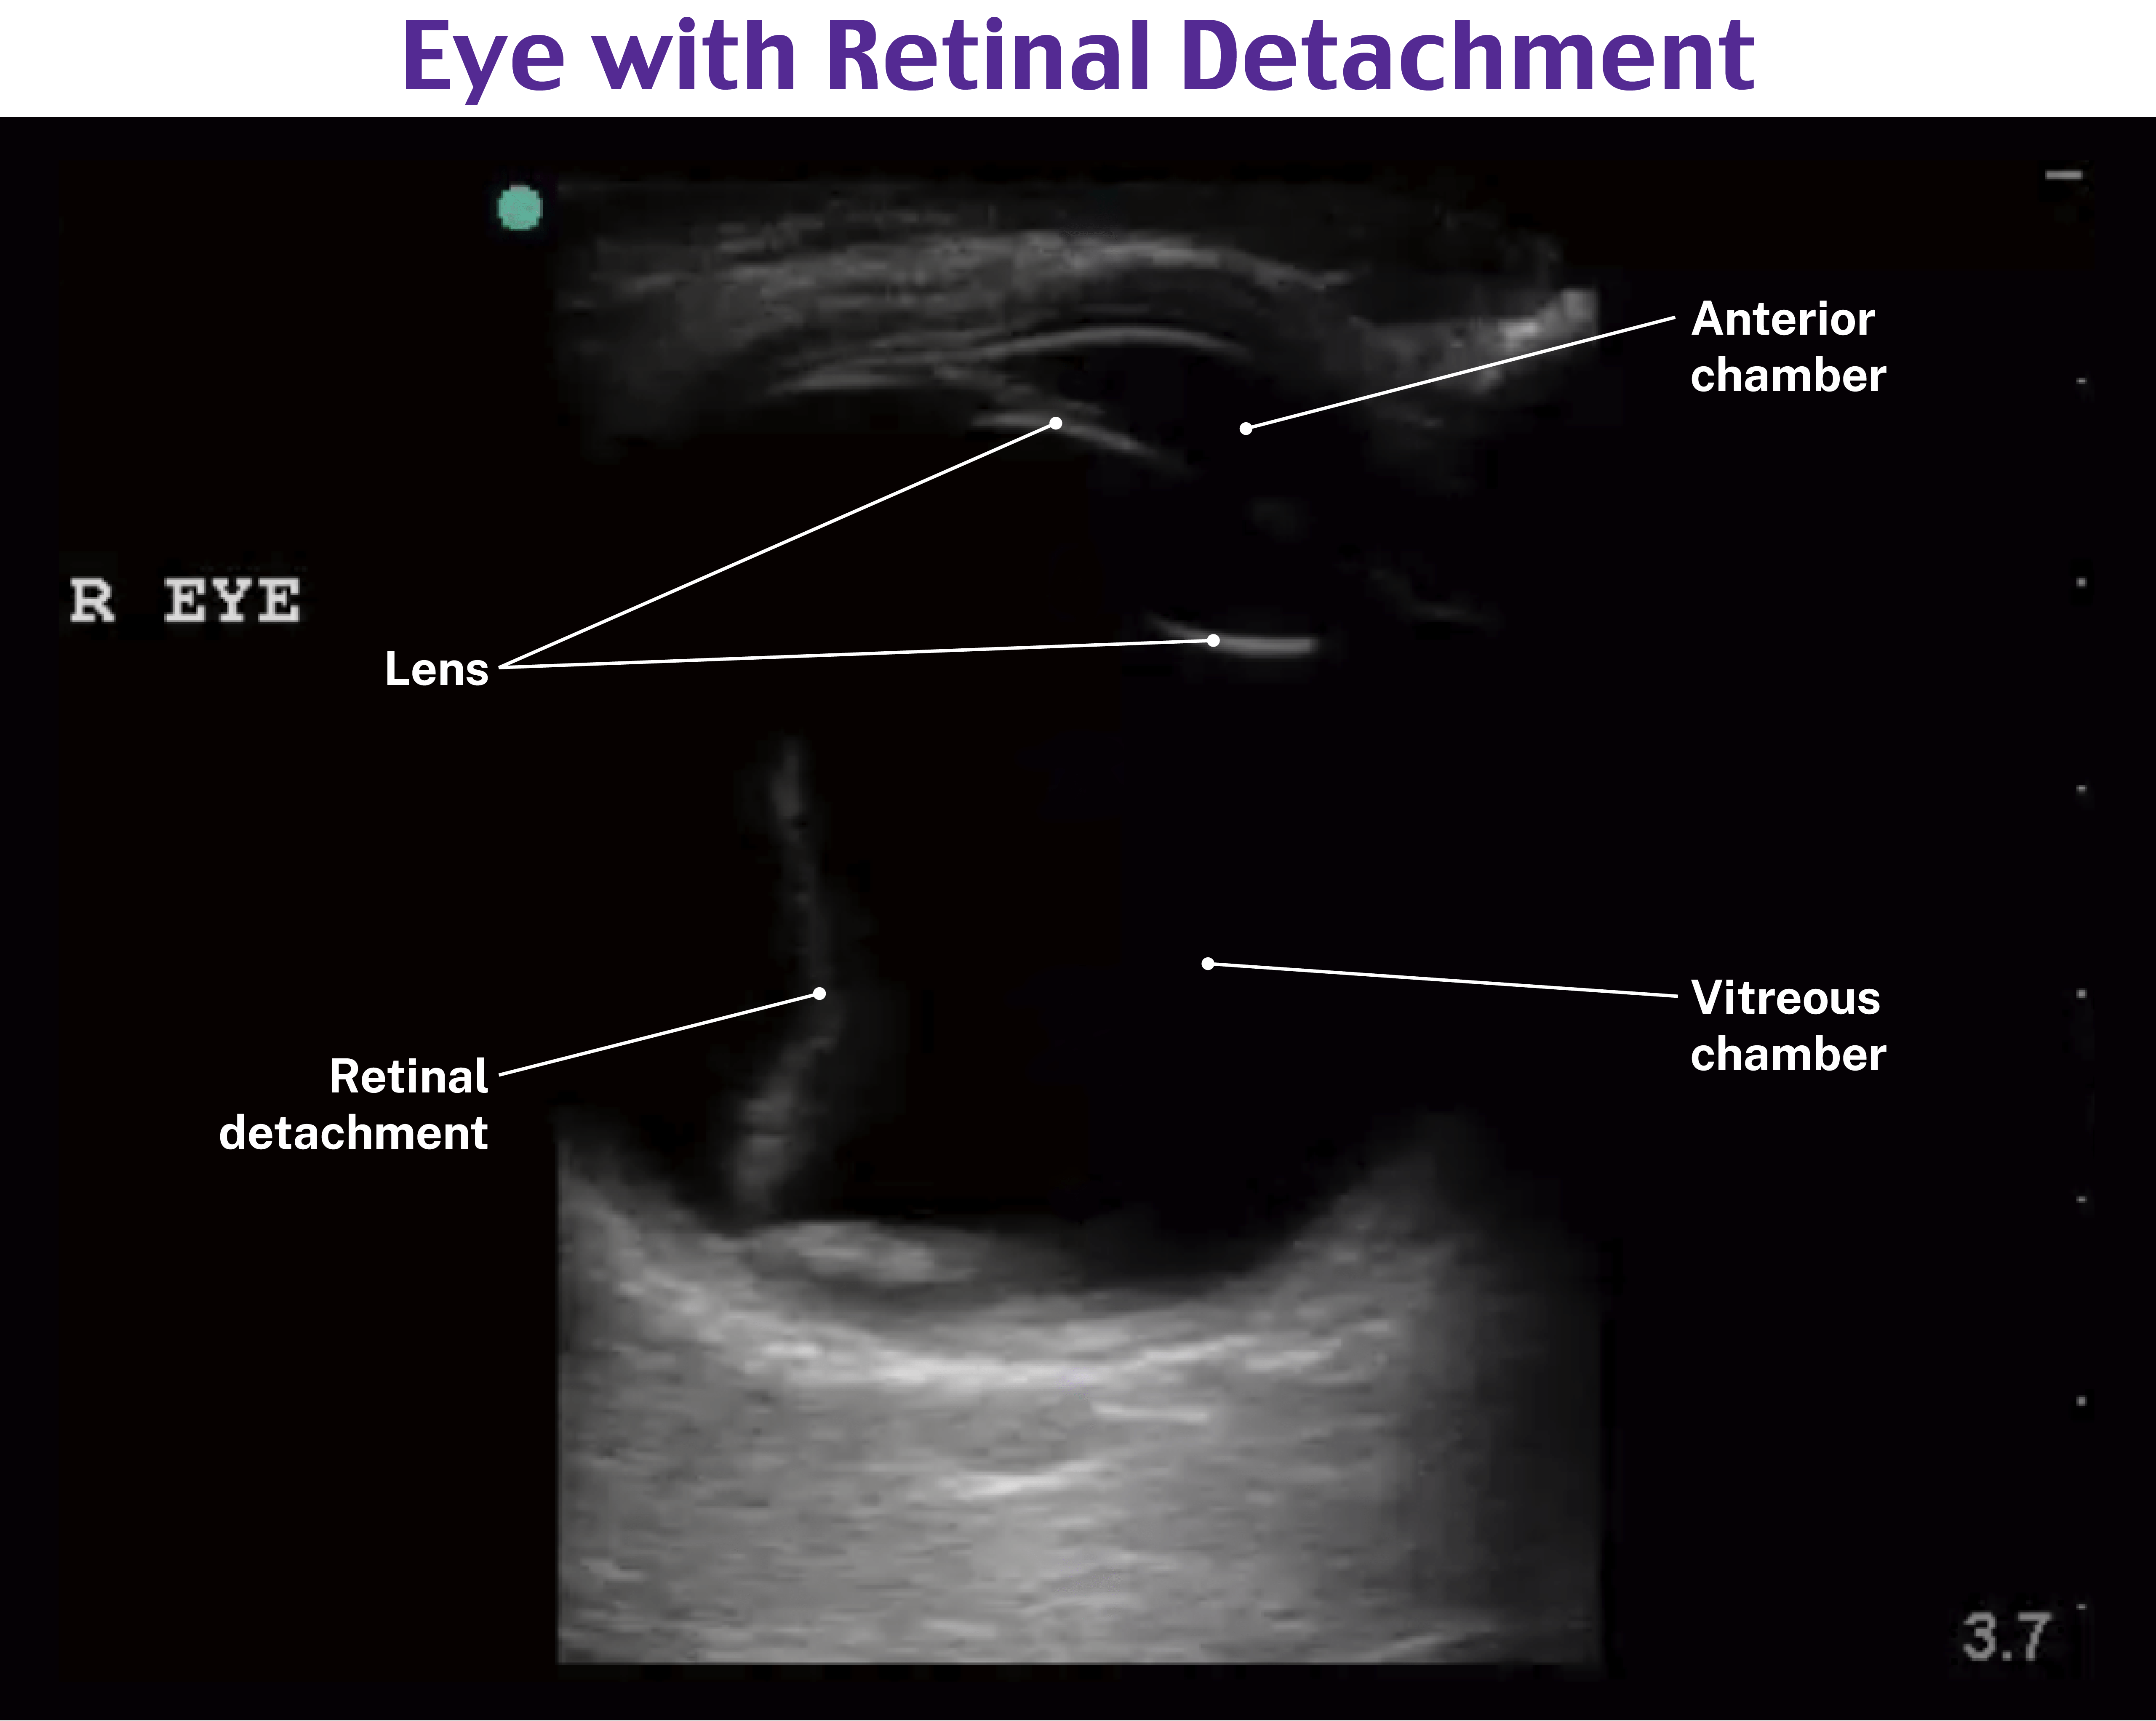 Eye with Retinal Detachment
Anterior
chamber
R EYE
Lens
Vitreous
chamber
Retinal
detachment
3.7